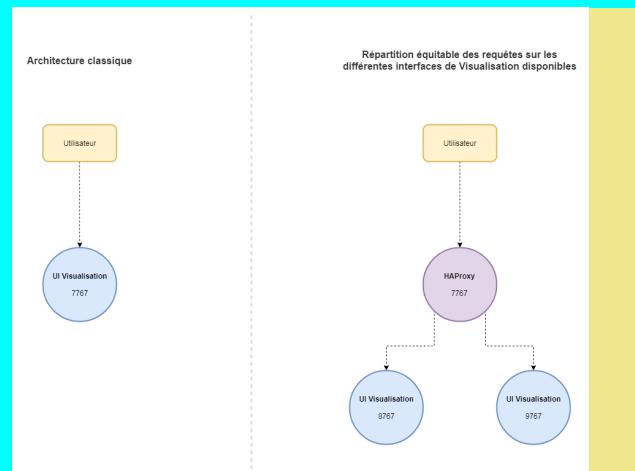 Architecture classique
Répartition équitable des requêtes sur les
différentes interfaces de Visualisation disponibles
Utilisateur
Utilisateur
UI Visualisation
7767
HAProxy
7767
UI Visualisation
8767
UI Visualisation
9767